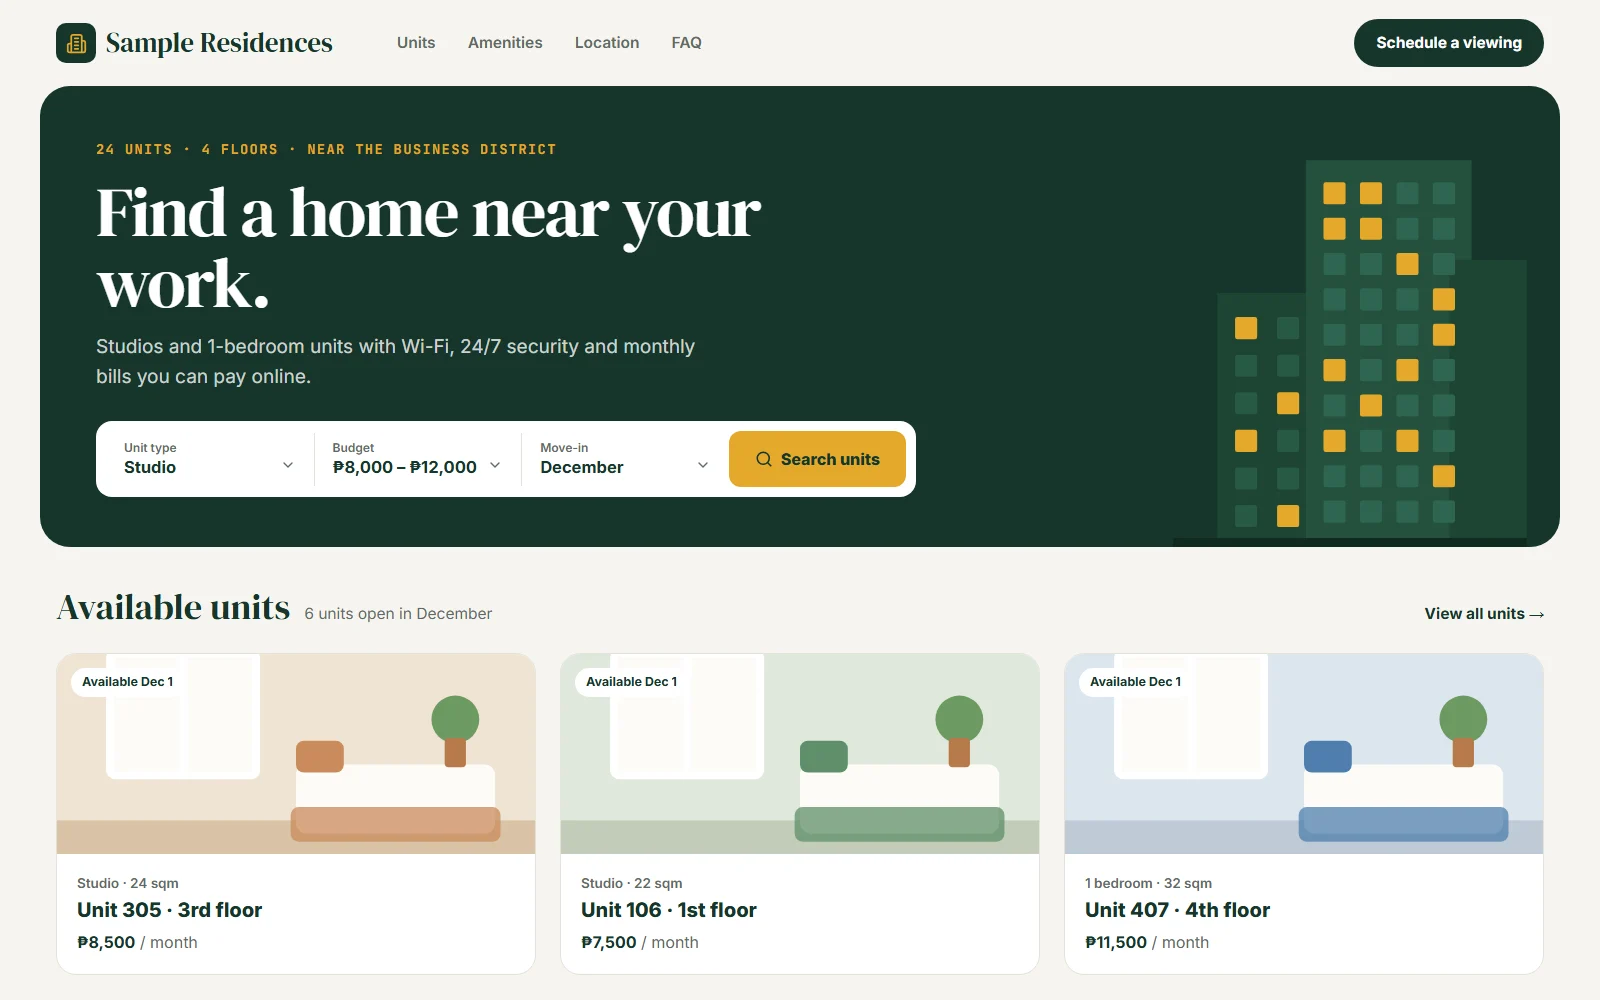 Sample Residences
Units
Amenities
Location
FAQ
Schedule a viewing
24 UNITS · 4 FLOORS · NEAR THE BUSINESS DISTRICT
Find a home near your
work.
Studios and 1-bedroom units with Wi-Fi, 24/7 security and monthly
bills you can pay online.
Unit type
Studio
Budget
₱8,000 – ₱12,000
Move-in
December
Search units
Available units
6 units open in December
View all units →
Available Dec 1
Studio · 24 sqm
Unit 305 · 3rd floor
₱8,500 / month
Available Dec 1
Studio · 22 sqm
Unit 106 · 1st floor
₱7,500 / month
Available Dec 1
1 bedroom · 32 sqm
Unit 407 · 4th floor
₱11,500 / month